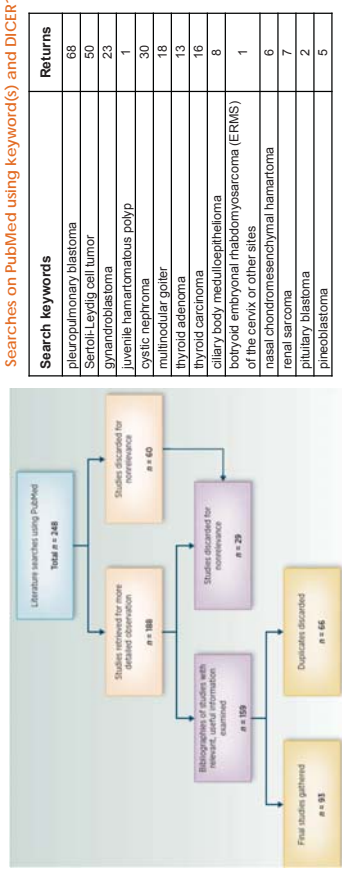 Searches on PubMed using keyword(s) and DICER1
Search keywords Returns
pleuropulmonary blastoma 68
Sertoli-Leydig cell tumor 50
gynandroblastoma 23
juvenile hamartomatous polyp 1
cystic nephroma 30
multinodular goiter 18
thyroid adenoma 13
thyroid carcinoma 16
ciliary body medulloepithelioma 8
botryoid embryonal rhabdomyosarcoma (ERMS)
of the cervix or other sites 1
nasal chondromesenchymal hamartoma 6
renal sarcoma 7
pituitary blastoma 2
pineoblastoma 5
Literature searches using PubMed
Total n = 248
Studies retrieved for more
detailed observation
n = 188
Studies discarded for
nonrelevance
n = 60
Bibliographies of studies with
relevant, useful information
examined
n = 159
Studies discarded for
nonrelevance
n = 29
Final studies gathered
n = 93
Duplicates discarded
n = 66